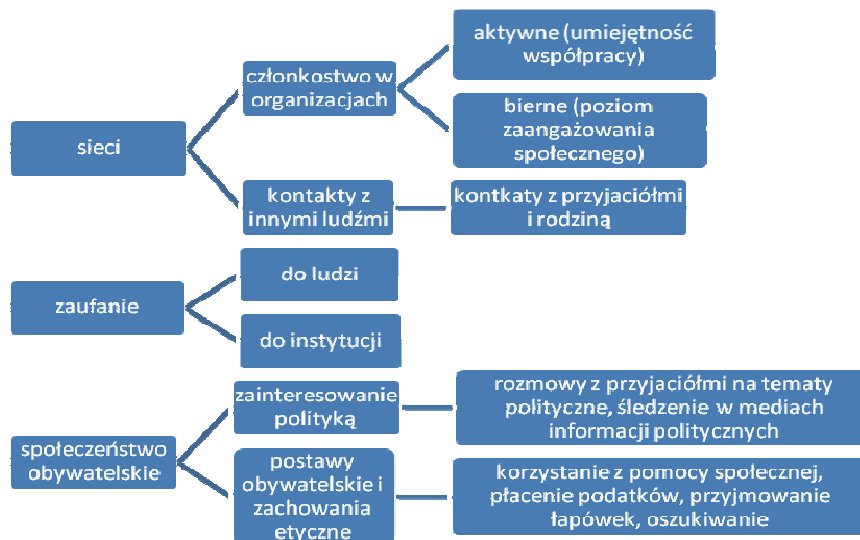 sieci
członkostwo w
organizacjach
aktywne (umiejętność
współpracy)
bierne (poziom
zaangażowania
społecznego)
kontakty z
innymi ludźmi
kontkaty z przyjaciółmi
i rodziną
zaufanie
do ludzi
do instytucji
społeczeństwo
obywatelskie
zainteresowanie
polityką
rozmowy z przyjaciółmi na tematy
polityczne, śledzenie w mediach
informacji politycznych
postawy
obywatelskie i
zachowania
etyczne
korzystanie z pomocy społecznej,
płacenie podatków, przyjmowanie
łapówek, oszukiwanie